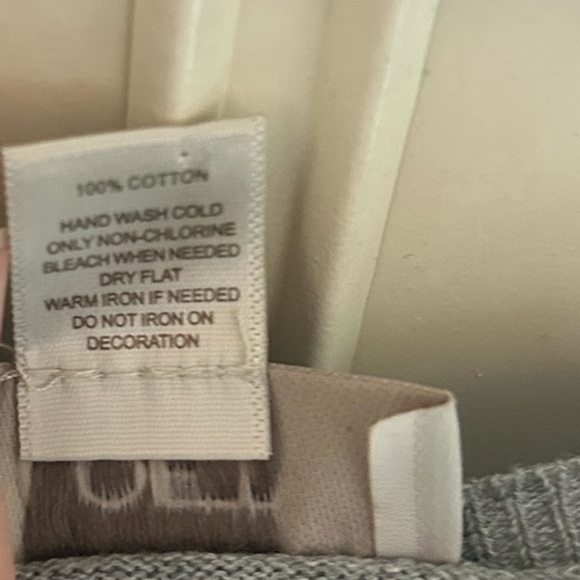 100% COTTON
HAND WASH COLD
ONLY NON-CHLORINE
BLEACH WHEN NEEDED
DRY FLAT
WARM IRON IF NEEDED
DO NOT IRON ON
DECORATION